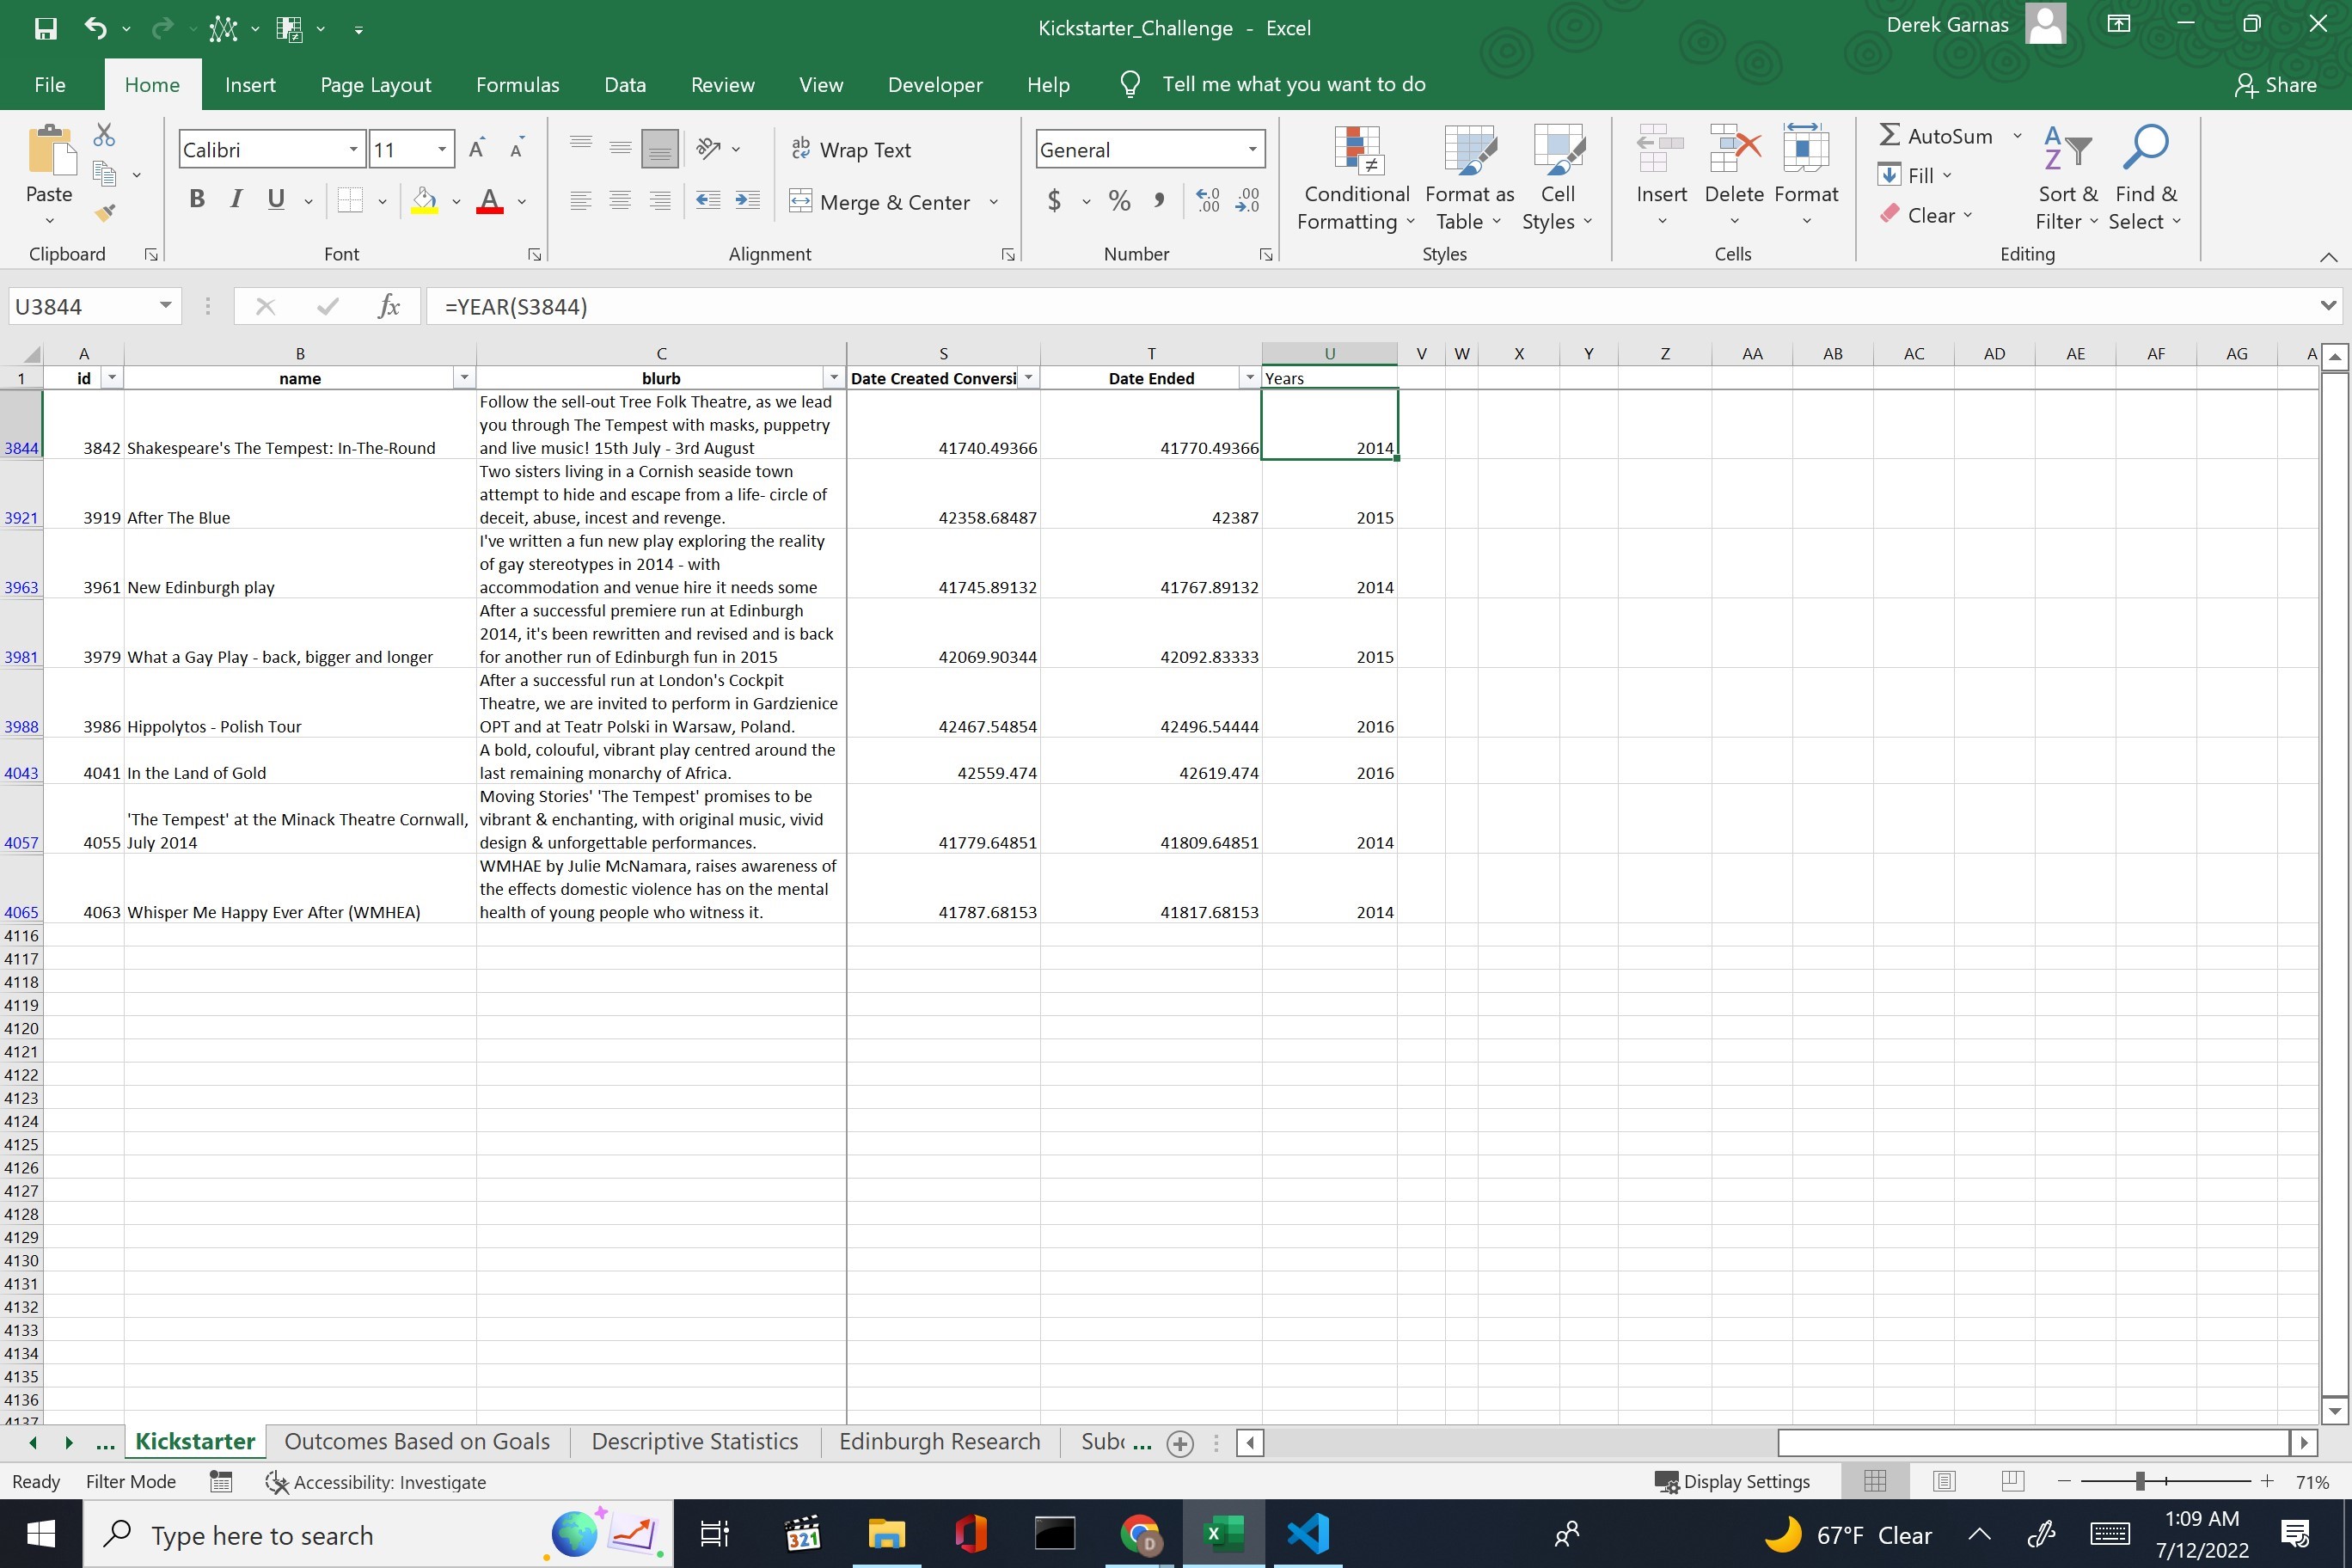 Kickstarter_Challenge - Excel
Derek Garnas
File Home Insert Page Layout Formulas Data Review View Developer Help Tell me what you want to do Share
Paste
Clipboard
Calibri 11
B I U
Font
ab Wrap Text
Merge & Center
Alignment
General
$ % 
Number
Conditional Formatting
Format as Table
Cell Styles
Styles
Insert Delete Format
Cells
AutoSum
Fill
Clear
Sort & Filter
Find & Select
Editing
U3844 fx =YEAR(S3844)
A B C S T U V W X Y Z AA AB AC AD AE AF AG A
1 id name blurb Date Created Conversi Date Ended Years
Follow the sell-out Tree Folk Theatre, as we lead
you through The Tempest with masks, puppetry
3844 3842 Shakespeare's The Tempest: In-The-Round and live music! 15th July - 3rd August 41740.49366 41770.49366 2014
Two sisters living in a Cornish seaside town
attempt to hide and escape from a life- circle of
3921 3919 After The Blue deceit, abuse, incest and revenge. 42358.68487 42387 2015
I've written a fun new play exploring the reality
of gay stereotypes in 2014 - with
3963 3961 New Edinburgh play accommodation and venue hire it needs some 41745.89132 41767.89132 2014
After a successful premiere run at Edinburgh
2014, it's been rewritten and revised and is back
3981 3979 What a Gay Play - back, bigger and longer for another run of Edinburgh fun in 2015 42069.90344 42092.83333 2015
After a successful run at London's Cockpit
Theatre, we are invited to perform in Gardzienice
3988 3986 Hippolytos - Polish Tour OPT and at Teatr Polski in Warsaw, Poland. 42467.54854 42496.54444 2016
A bold, colouful, vibrant play centred around the
4043 4041 In the Land of Gold last remaining monarchy of Africa. 42559.474 42619.474 2016
Moving Stories' 'The Tempest' promises to be
'The Tempest' at the Minack Theatre Cornwall, vibrant & enchanting, with original music, vivid
4057 4055 July 2014 design & unforgettable performances. 41779.64851 41809.64851 2014
WMHAE by Julie McNamara, raises awareness of
the effects domestic violence has on the mental
4065 4063 Whisper Me Happy Ever After (WMHEA) health of young people who witness it. 41787.68153 41817.68153 2014
4116
4117
4118
4119
4120
4121
4122
4123
4124
4125
4126
4127
4128
4129
4130
4131
4132
4133
4134
4135
4136
4137
... Kickstarter Outcomes Based on Goals Descriptive Statistics Edinburgh Research Subc ...
Ready Filter Mode Accessibility: Investigate Display Settings 71%
Type here to search
321
D
67°F Clear
1:09 AM
7/12/2022